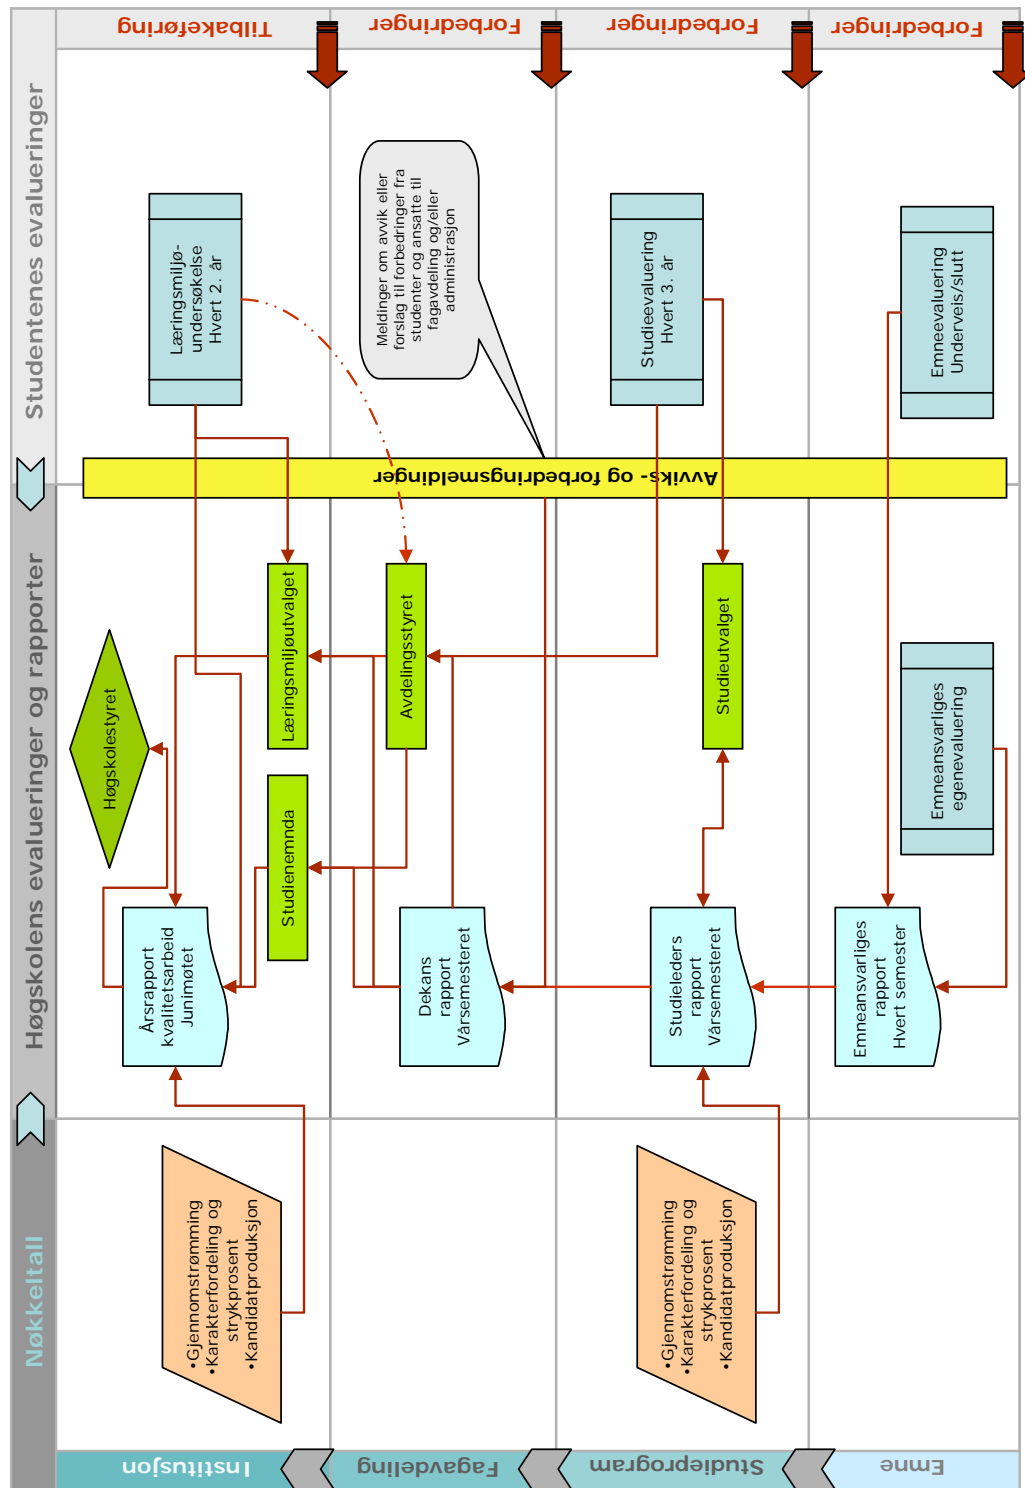 Nøkkeltall
Høgskolens evalueringer og rapporter
Studentenes evalueringer
Institusjon
•Gjennomstrømming
•Karakterfordeling og
strykprosent
•Kandidatproduksjon
Årsrapport
kvalitetsarbeid
Junimøtet
Høgskolestyret
Studienemnda
Læringsmiljøutvalget
Læringsmiljø-
undersøkelse
Hvert 2. år
Tilbakeføring
Fagavdeling
Dekans
rapport
Vårsemesteret
Avdelingsstyret
Avviks- og forbedringsmeldinger
Meldinger om avvik eller
forslag til forbedringer fra
studenter og ansatte til
fagavdeling og/eller
administrasjon
Forbedringer
Studieprogram
•Gjennomstrømming
•Karakterfordeling og
strykprosent
•Kandidatproduksjon
Studieleders
rapport
Vårsemesteret
Studieutvalget
Studieevaluering
Hvert 3. år
Forbedringer
Emne
Emneansvarliges
rapport
Hvert semester
Emneansvarliges
egenevaluering
Emneevaluering
Underveis/slutt
Forbedringer